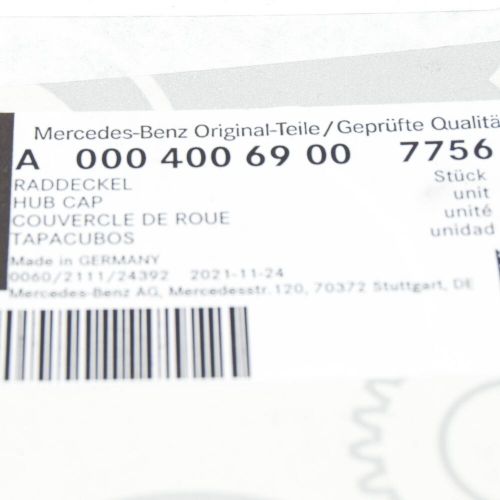 Mercedes-Benz Original-Teile/Geprüfte Qualitä
A 000 400 69 00 7756
RADDECKEL Stück
HUB CAP unit
COUVERCLE DE ROUE unité
TAPACUBOS unidad
Made in GERMANY
0060/2111/24392 2021-11-24
Mercedes-Benz AG, Mercedesstr.120, 70372 Stuttgart, DE